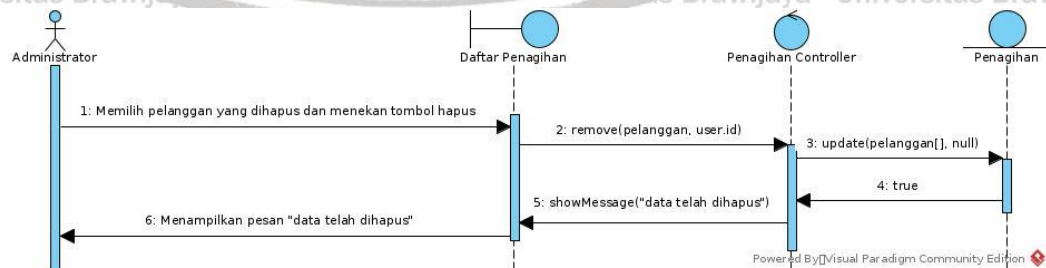 Universitas Brawijaya
Administrator
Daftar Penagihan
Penagihan Controller
Penagihan
1: Memilih pelanggan yang dihapus dan menekan tombol hapus
2: remove(pelanggan, user.id)
3: update(pelanggan[], null)
4: true
5: showMessage("data telah dihapus")
6: Menampilkan pesan "data telah dihapus"
Powered By Visual Paradigm Community Edition